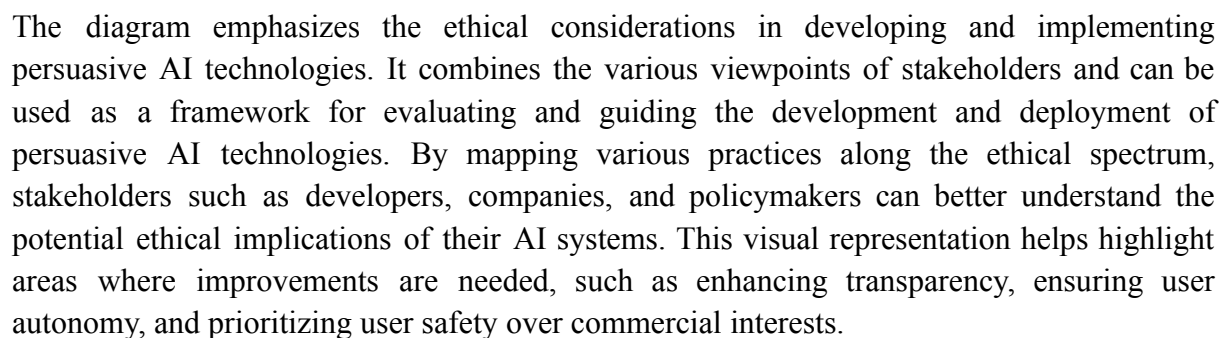 The diagram emphasizes the ethical considerations in developing and implementing
persuasive AI technologies. It combines the various viewpoints of stakeholders and can be
used as a framework for evaluating and guiding the development and deployment of
persuasive AI technologies. By mapping various practices along the ethical spectrum,
stakeholders such as developers, companies, and policymakers can better understand the
potential ethical implications of their AI systems. This visual representation helps highlight
areas where improvements are needed, such as enhancing transparency, ensuring user
autonomy, and prioritizing user safety over commercial interests.